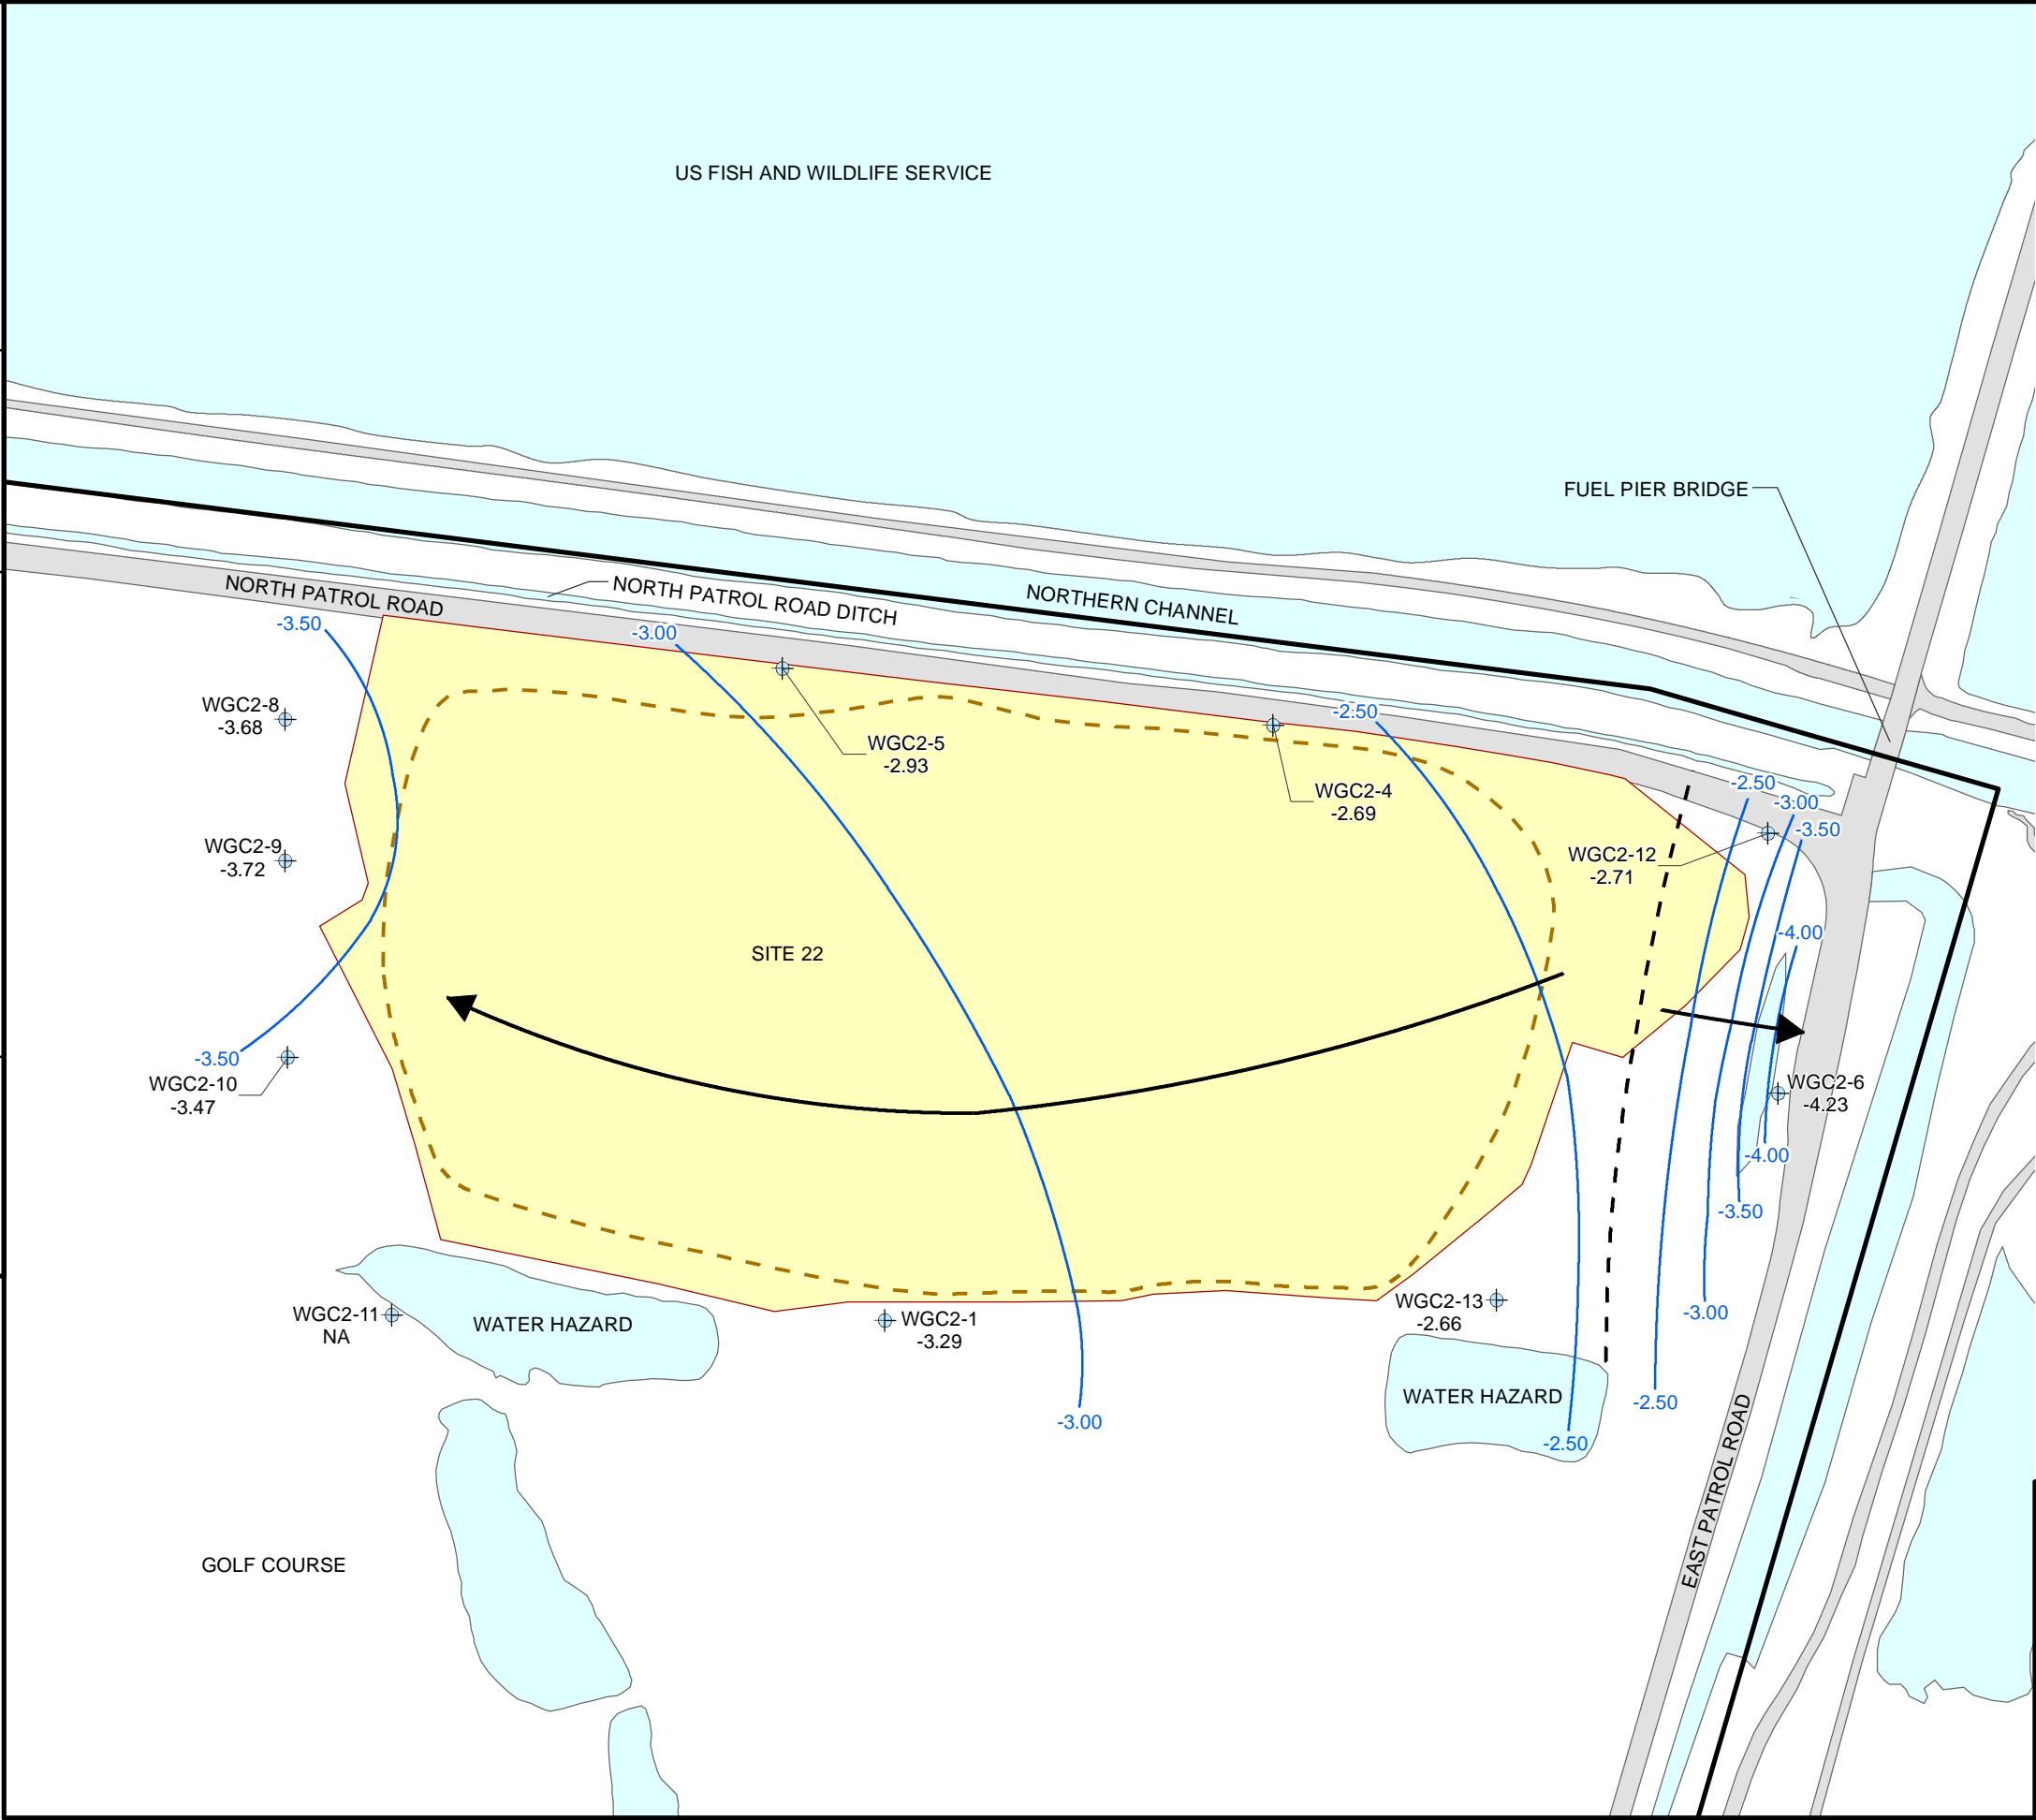 US FISH AND WILDLIFE SERVICE
FUEL PIER BRIDGE
NORTH PATROL ROAD
NORTH PATROL ROAD DITCH
NORTHERN CHANNEL
-3.50
-3.00
-2.50
WGC2-8
-3.68
WGC2-5
-2.93
WGC2-4
-2.69
-2.50
-3.00
-3.50
WGC2-9
-3.72
WGC2-12
-2.71
SITE 22
-4.00
-3.50
WGC2-10
-3.47
WGC2-6
-4.23
-4.00
-3.50
WGC2-11
NA
WATER HAZARD
WGC2-1
-3.29
WGC2-13
-2.66
-3.00
WATER HAZARD
-2.50
-3.00
-2.50
EAST PATROL ROAD
GOLF COURSE